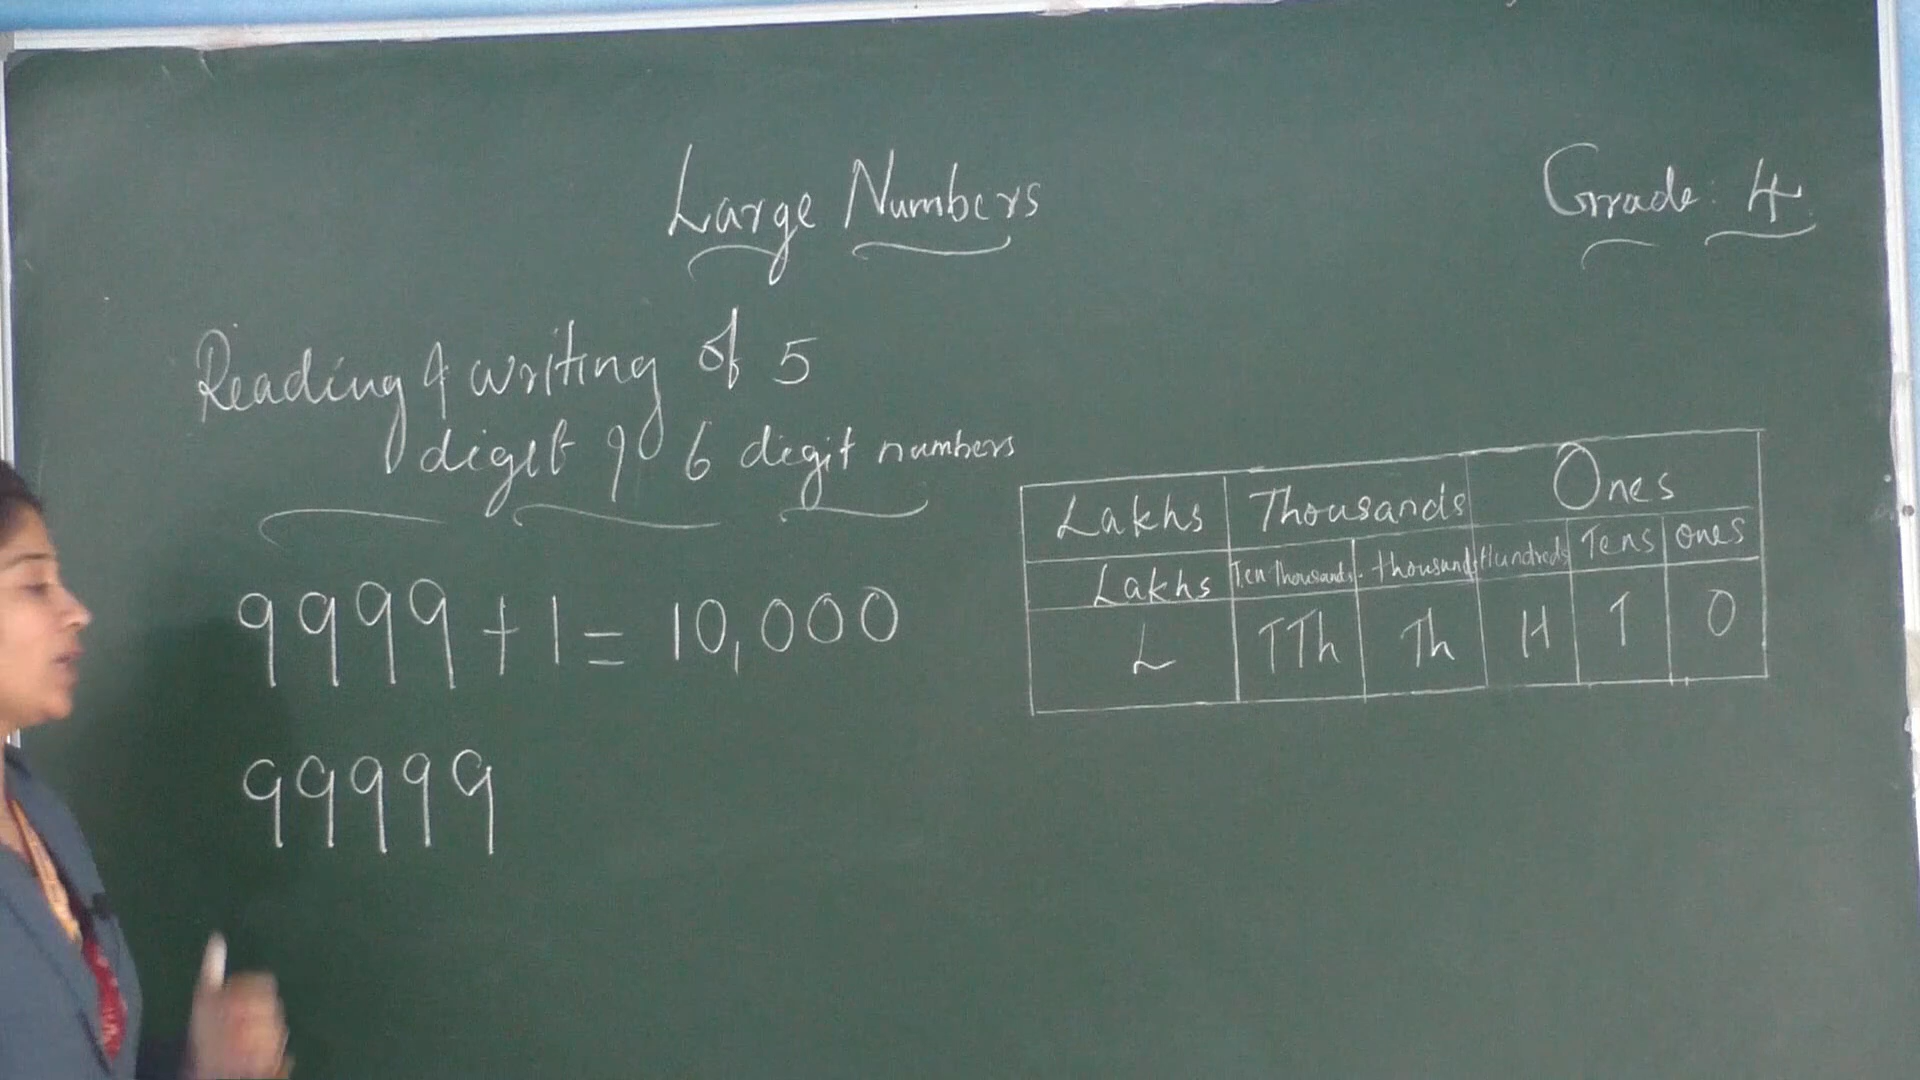 Large Numbers
Grade: 4
Reading & writing of 5
digit & 6 digit numbers
9999 + 1 = 10,000
99999
Lakhs Thousands Ones
Lakhs Ten Thousands Thousands Hundreds Tens Ones
L TTh Th H T O